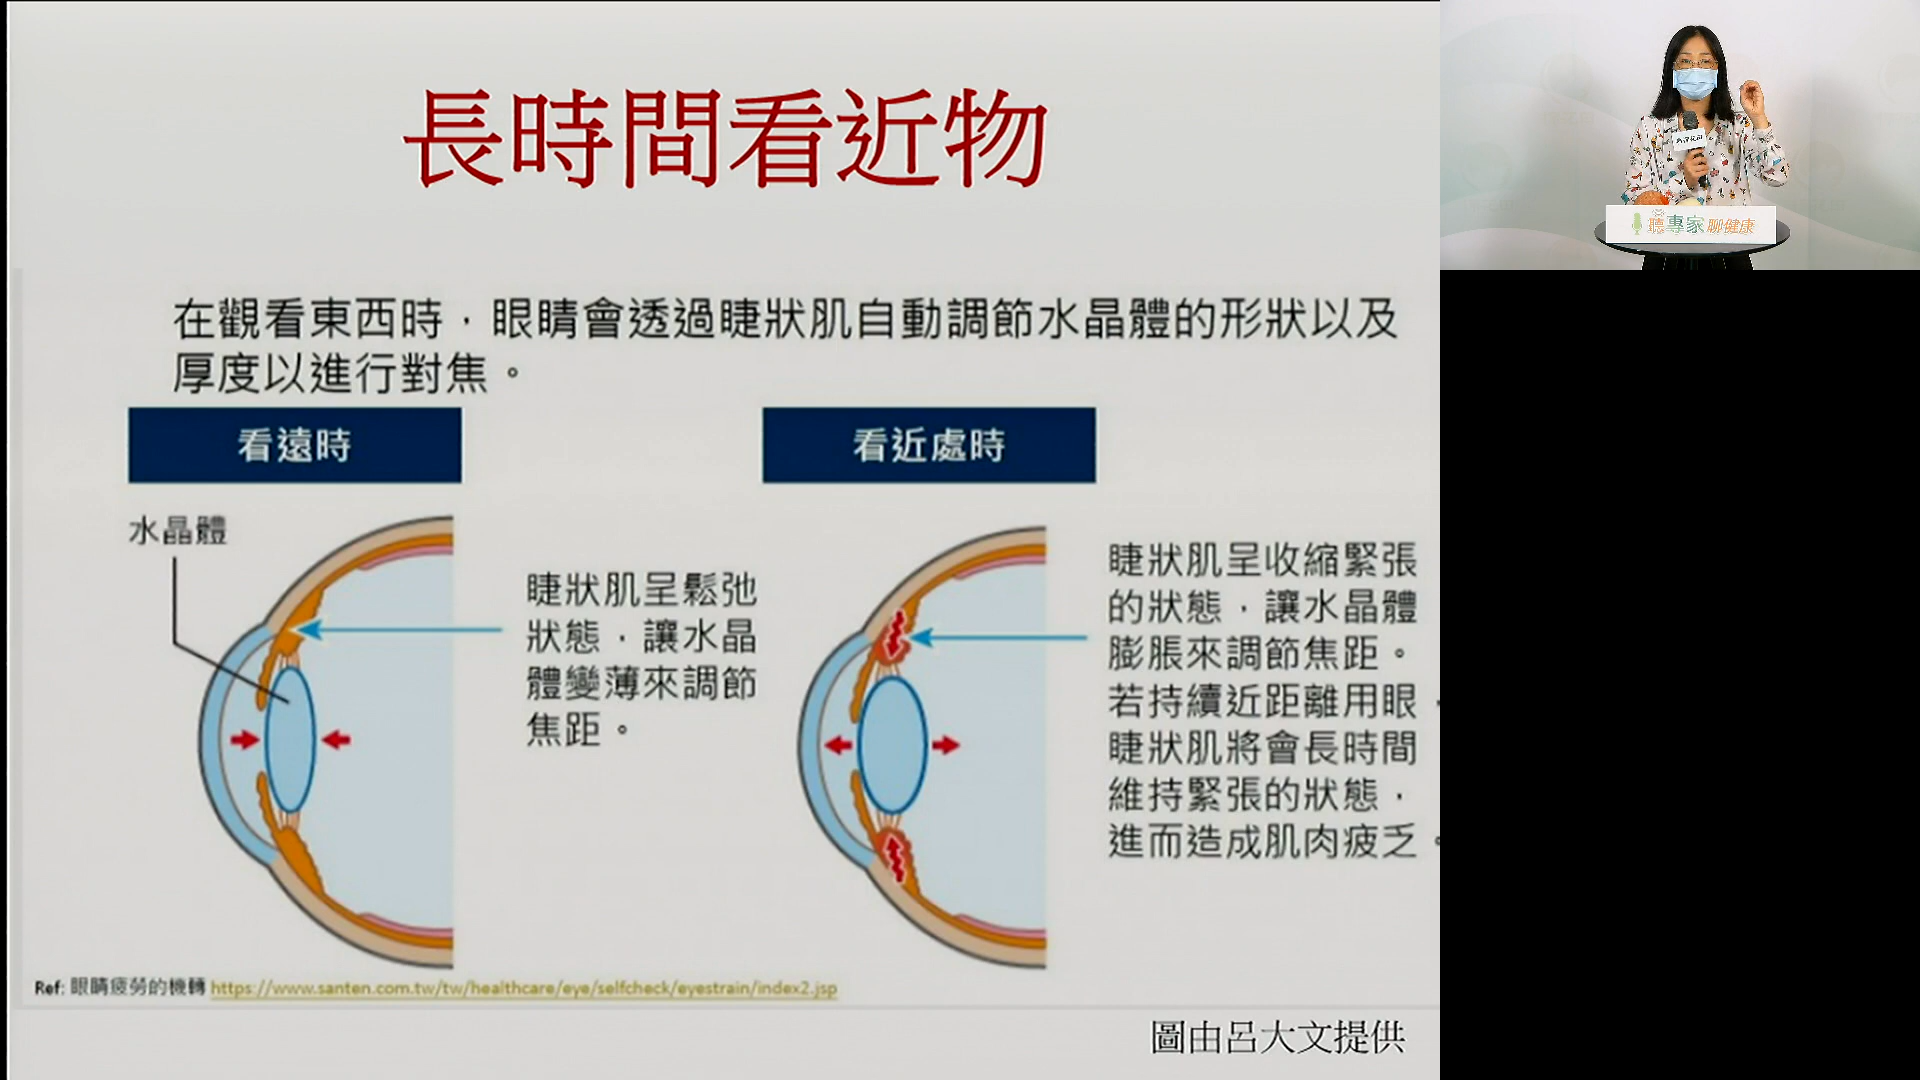 長時間看近物
在觀看東西時，眼睛會透過睫狀肌自動調節水晶體的形狀以及
厚度以進行對焦。
看遠時
水晶體
睫狀肌呈鬆弛
狀態，讓水晶
體變薄來調節
焦距。
看近處時
睫狀肌呈收縮緊張
的狀態，讓水晶體
膨脹來調節焦距。
若持續近距離用眼，
睫狀肌將會長時間
維持緊張的狀態，
進而造成肌肉疲乏。
Ref: 眼睛疲勞的機轉 https://www.santen.com.tw/tw/healthcare/eye/selfcheck/eyestrain/index2.jsp
圖由呂大文提供
聽專家聊健康